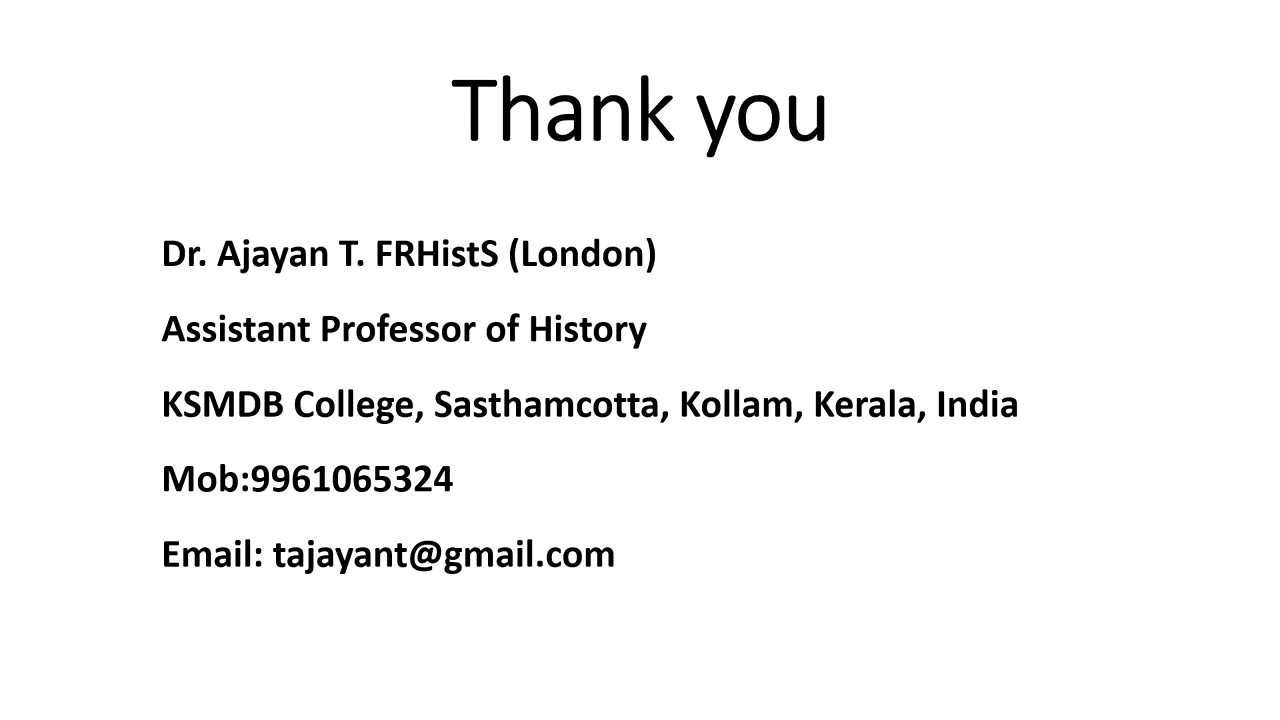 Thank you
Dr. Ajayan T. FRHistS (London)
Assistant Professor of History
KSMDB College, Sasthamcotta, Kollam, Kerala, India
Mob:9961065324
Email: tajayant@gmail.com